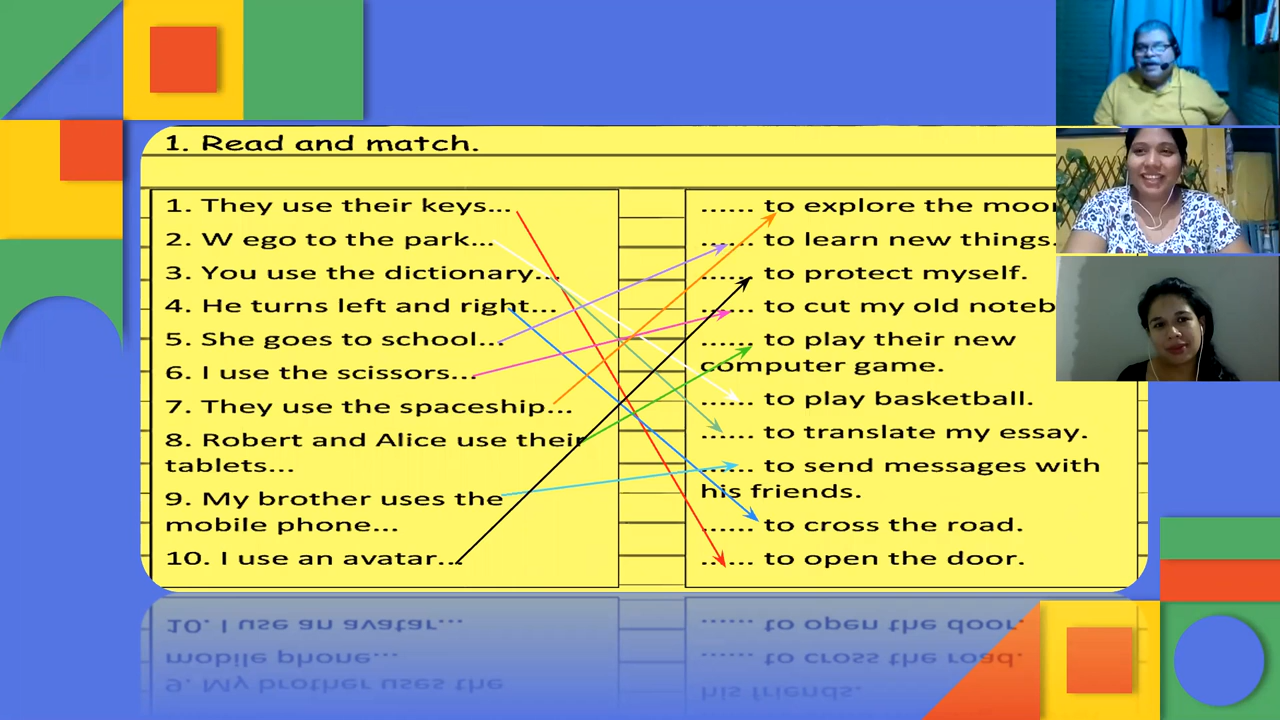 1. Read and match.
1. They use their keys...
2. W ego to the park...
3. You use the dictionary...
4. He turns left and right...
5. She goes to school...
6. I use the scissors...
7. They use the spaceship...
8. Robert and Alice use their
tablets...
9. My brother uses the
mobile phone...
10. I use an avatar...
...... to explore the
...... to learn new things.
...... to protect myself.
...... to cut my old
...... to play their new
computer game.
...... to play basketball.
...... to translate my essay.
...... to send messages with
his friends.
...... to cross the road.
...... to open the door.